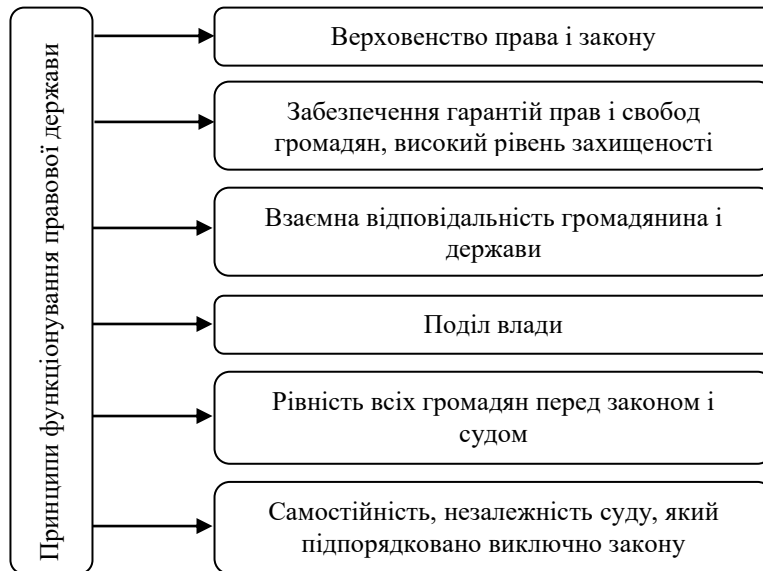 Принципи функціонування правової держави
Верховенство права і закону
Забезпечення гарантій прав і свобод
громадян, високий рівень захищеності
Взаємна відповідальність громадянина і
держави
Поділ влади
Рівність всіх громадян перед законом і
судом
Самостійність, незалежність суду, який
підпорядковано виключно закону